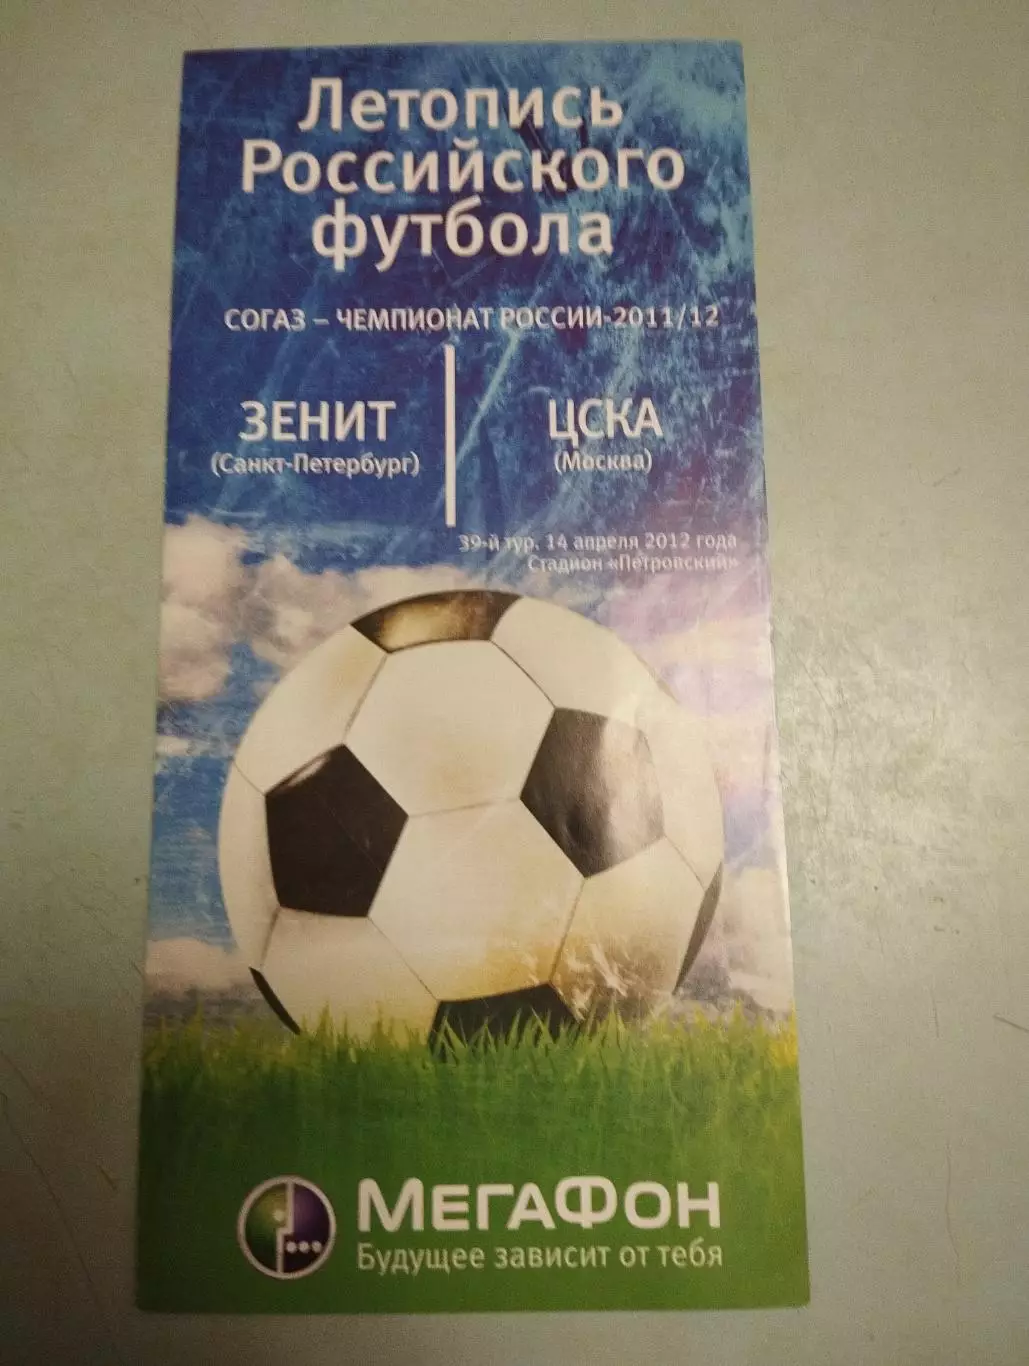 Летопись
Российского
футбола
СОГАЗ – ЧЕМПИОНАТ РОССИИ-2011/12
ЗЕНИТ
(Санкт-Петербург)
ЦСКА
(Москва)
39-й тур. 14 апреля 2012 года
Стадион «Петровский»
МЕГАФОН
Будущее зависит от тебя